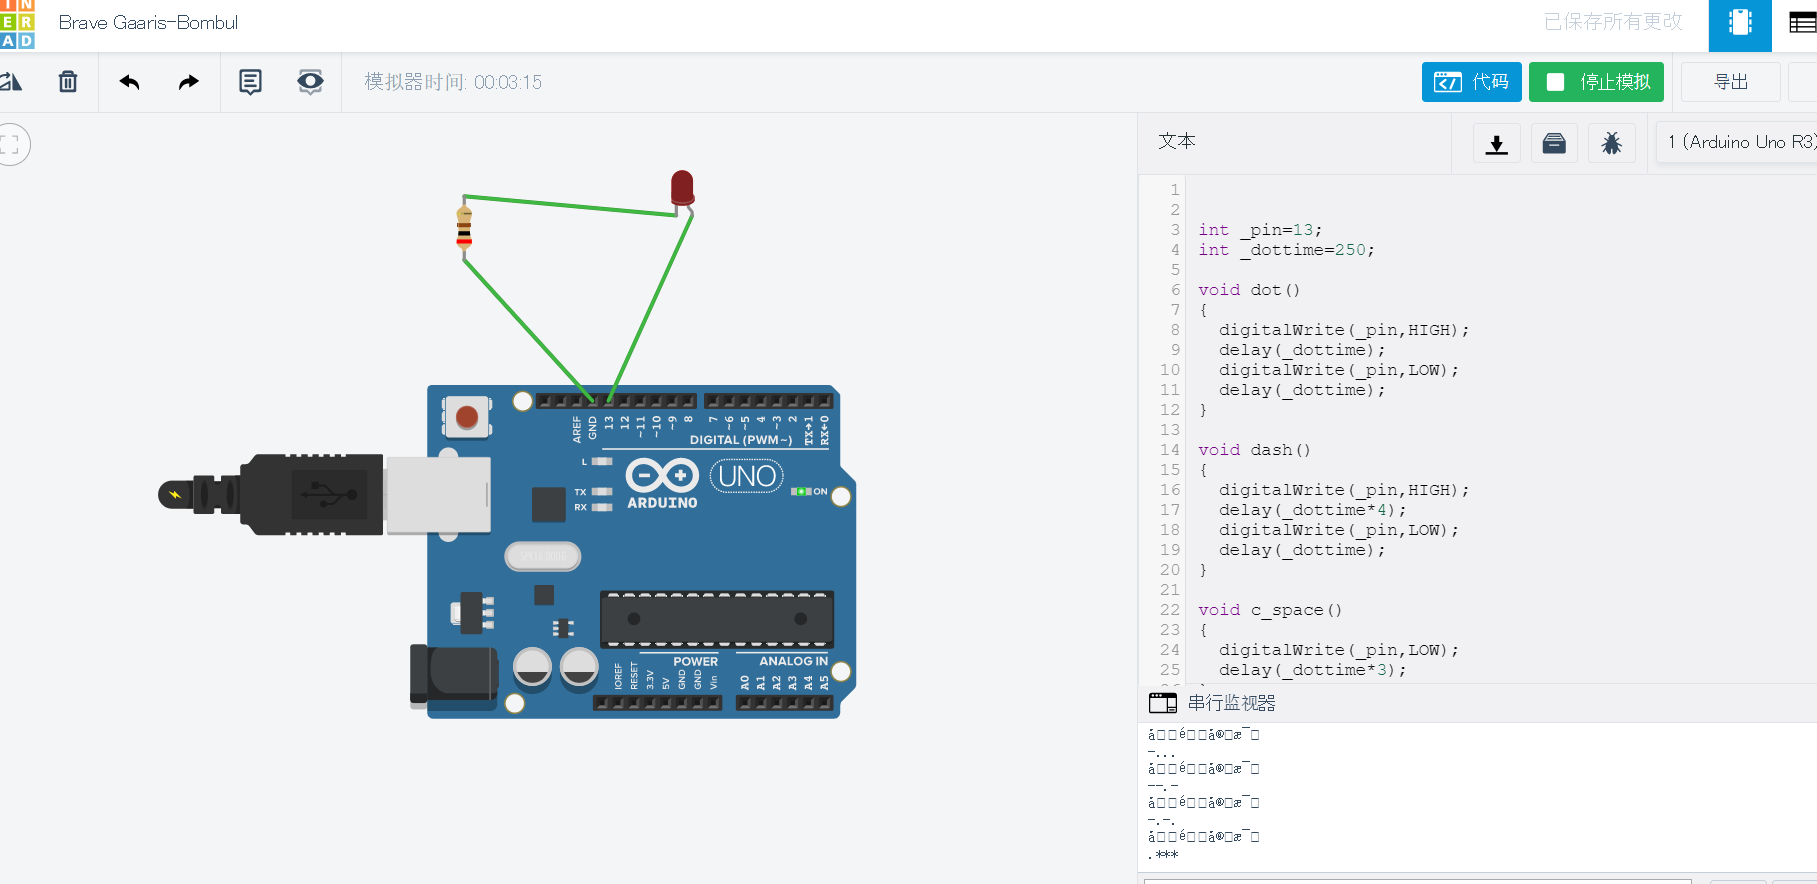 IN
ER
AD
Brave Gaaris-Bombul
已保存所有更改
模拟器时间: 00:03:15
代码
停止模拟
导出
文本
1 (Arduino Uno R3)
1
2
3 int _pin=13;
4 int _dottime=250;
5
6 void dot()
7 {
8 digitalWrite(_pin,HIGH);
9 delay(_dottime);
10 digitalWrite(_pin,LOW);
11 delay(_dottime);
12 }
13
14 void dash()
15 {
16 digitalWrite(_pin,HIGH);
17 delay(_dottime*4);
18 digitalWrite(_pin,LOW);
19 delay(_dottime);
20 }
21
22 void c_space()
23 {
24 digitalWrite(_pin,LOW);
25 delay(_dottime*3);
AREF
GND
13
12
~11
~10
~9
8
7
~6
~5
4
~3
2
TX→1
RX←0
DIGITAL (PWM~)
L
TX
RX
ARDUINO
UNO
ON
IOREF
RESET
3.3V
5V
GND
GND
Vin
POWER
ANALOG IN
A0
A1
A2
A3
A4
A5
串行监视器
-...
--.-
-.-.
.***